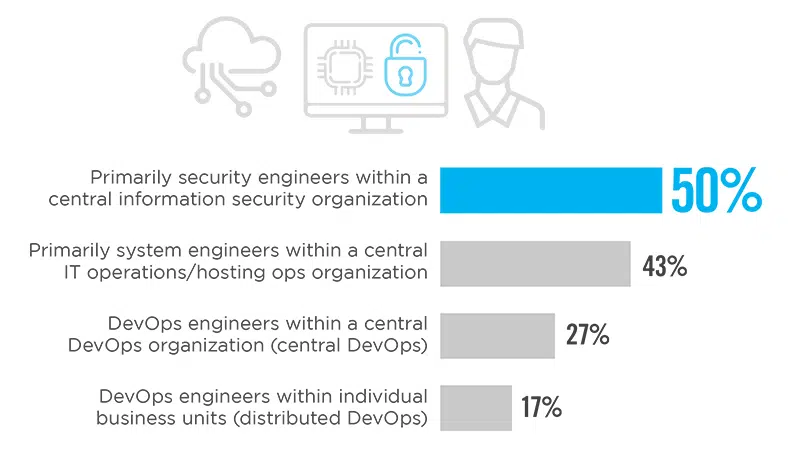 Primarily security engineers within a
central information security organization
50%
Primarily system engineers within a central
IT operations/hosting ops organization
43%
DevOps engineers within a central
DevOps organization (central DevOps)
27%
DevOps engineers within individual
business units (distributed DevOps)
17%